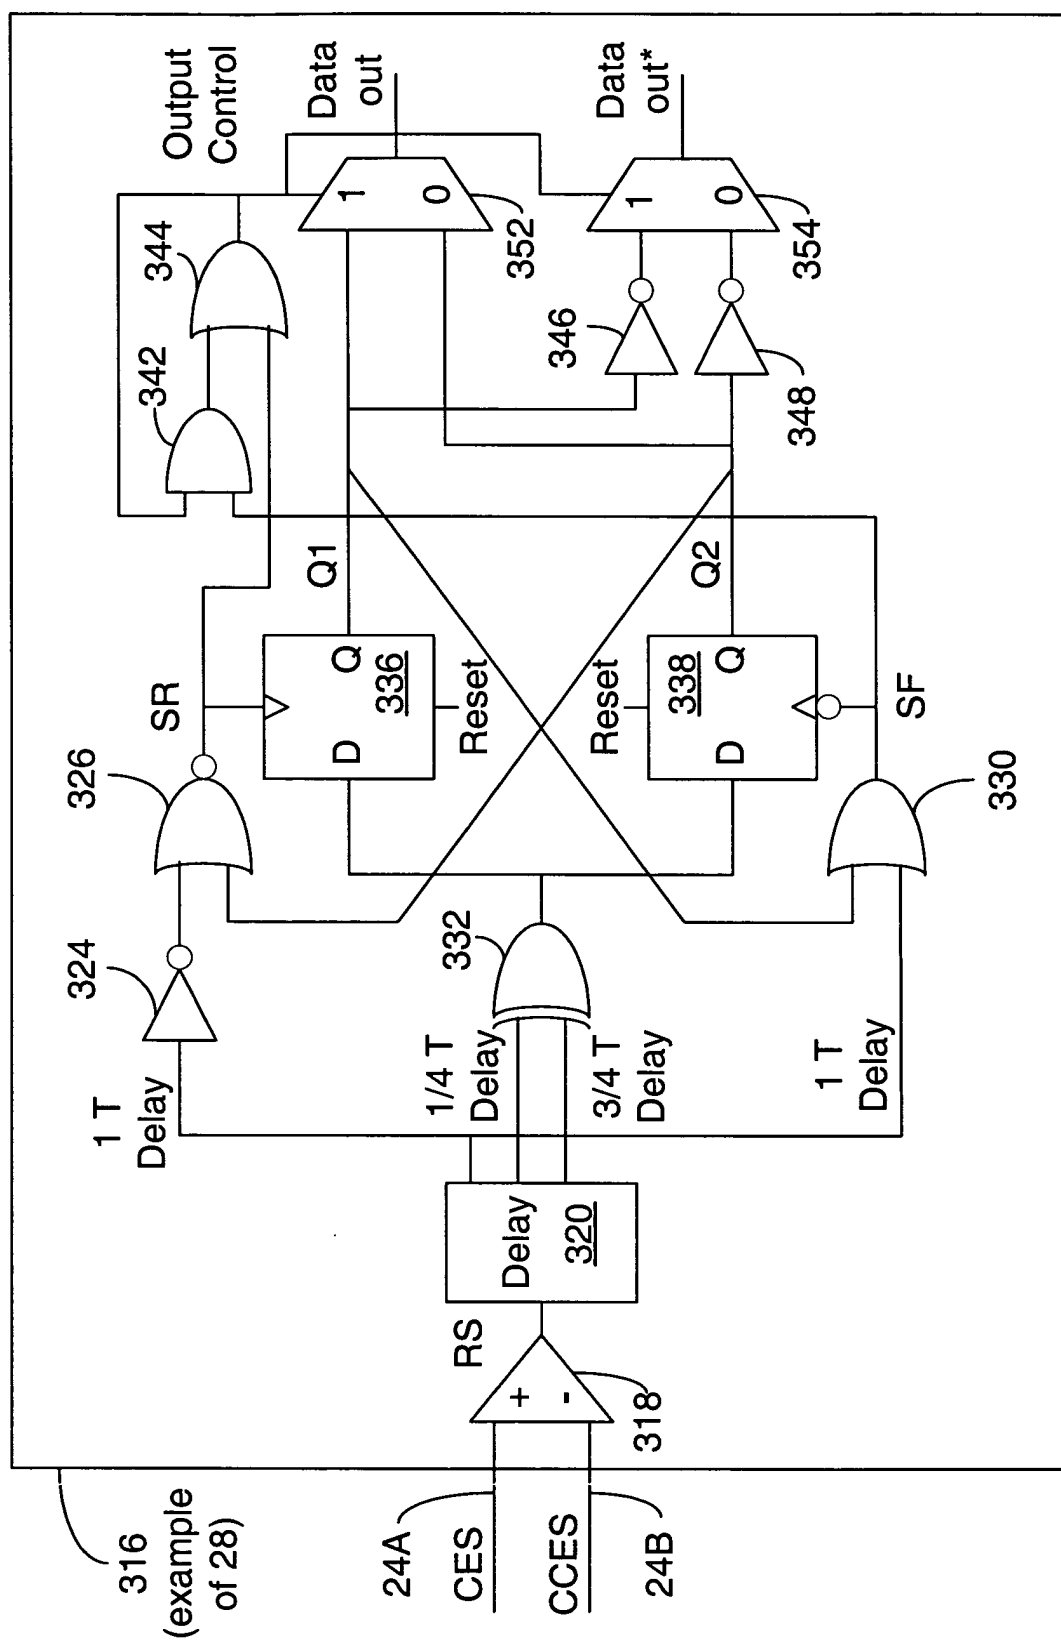 316
(example
of 28)
24A
CES
CCES
24B
+
-
318
RS
Delay
320
1 T
Delay
324
326
SR
1/4 T
Delay
3/4 T
Delay
332
1 T
Delay
330
SF
D
Q
336
Reset
Q1
Reset
D
Q
338
Q2
342
344
Output
Control
346
348
1
0
352
Data
out
1
0
354
Data
out*